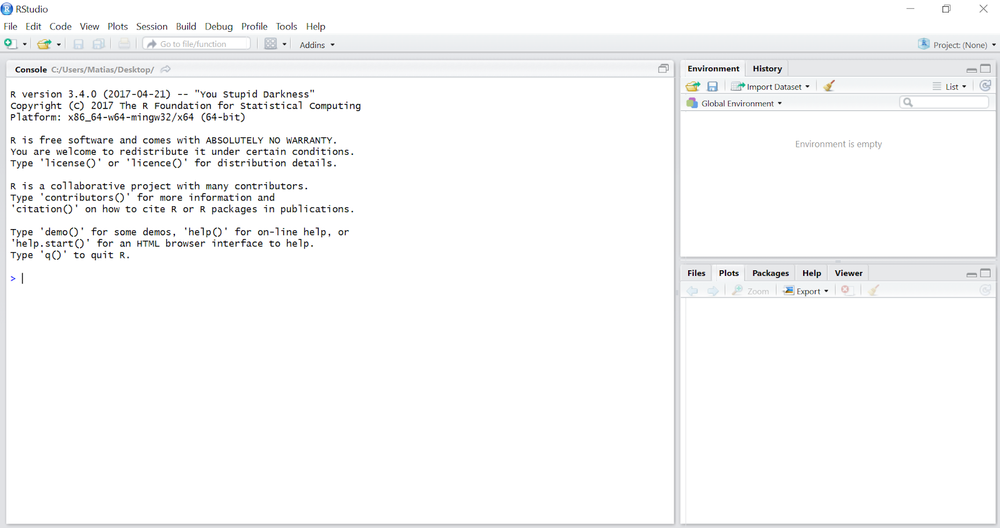 RStudio
File Edit Code View Plots Session Build Debug Profile Tools Help
Go to file/function Addins Project: (None)
Console C:/Users/Matias/Desktop/
R version 3.4.0 (2017-04-21) -- "You Stupid Darkness"
Copyright (C) 2017 The R Foundation for Statistical Computing
Platform: x86_64-w64-mingw32/x64 (64-bit)
R is free software and comes with ABSOLUTELY NO WARRANTY.
You are welcome to redistribute it under certain conditions.
Type 'license()' or 'licence()' for distribution details.
R is a collaborative project with many contributors.
Type 'contributors()' for more information and
'citation()' on how to cite R or R packages in publications.
Type 'demo()' for some demos, 'help()' for on-line help, or
'help.start()' for an HTML browser interface to help.
Type 'q()' to quit R.
>
Environment History
Import Dataset List
Global Environment
Environment is empty
Files Plots Packages Help Viewer
Zoom Export